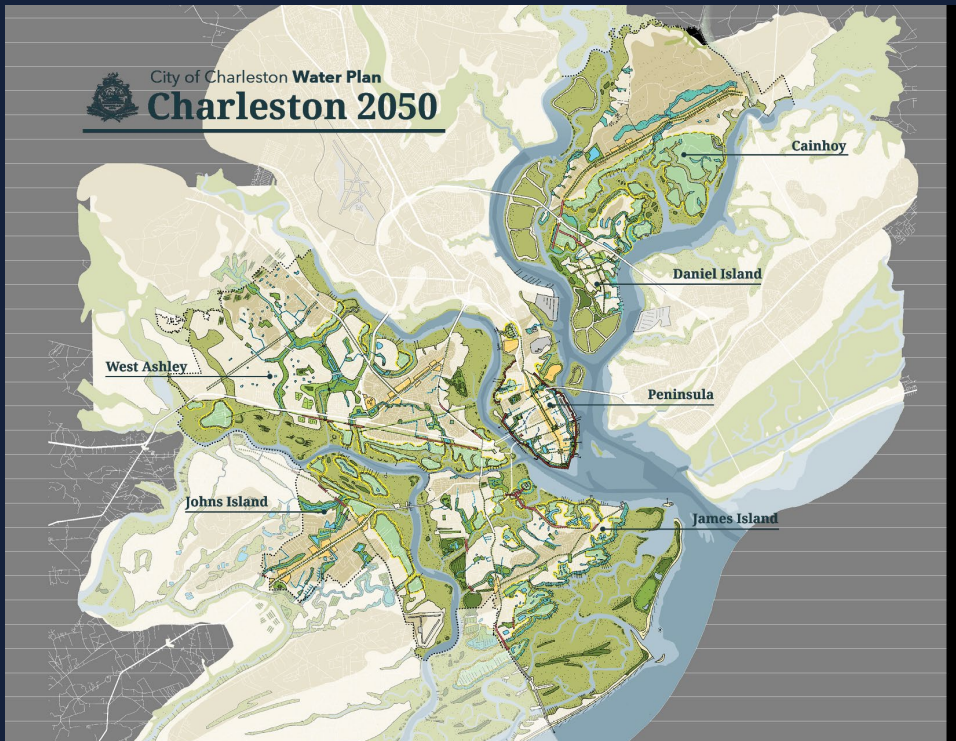 City of Charleston Water Plan
Charleston 2050
Cainhoy
Daniel Island
West Ashley
Peninsula
Johns Island
James Island